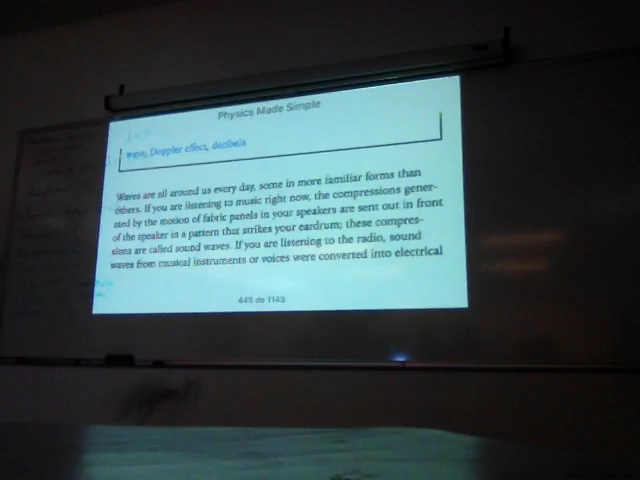 Physics Made Simple
wave, Doppler effect, decibels
Waves are all around us every day, some in more familiar forms than
others. If you are listening to music right now, the compressions gener-
ated by the motion of fabric panels in your speakers are sent out in front
of the speaker in a pattern that strikes your eardrum; these compres-
sions are called sound waves. If you are listening to the radio, sound
waves from musical instruments or voices were converted into electrical
445 de 1143